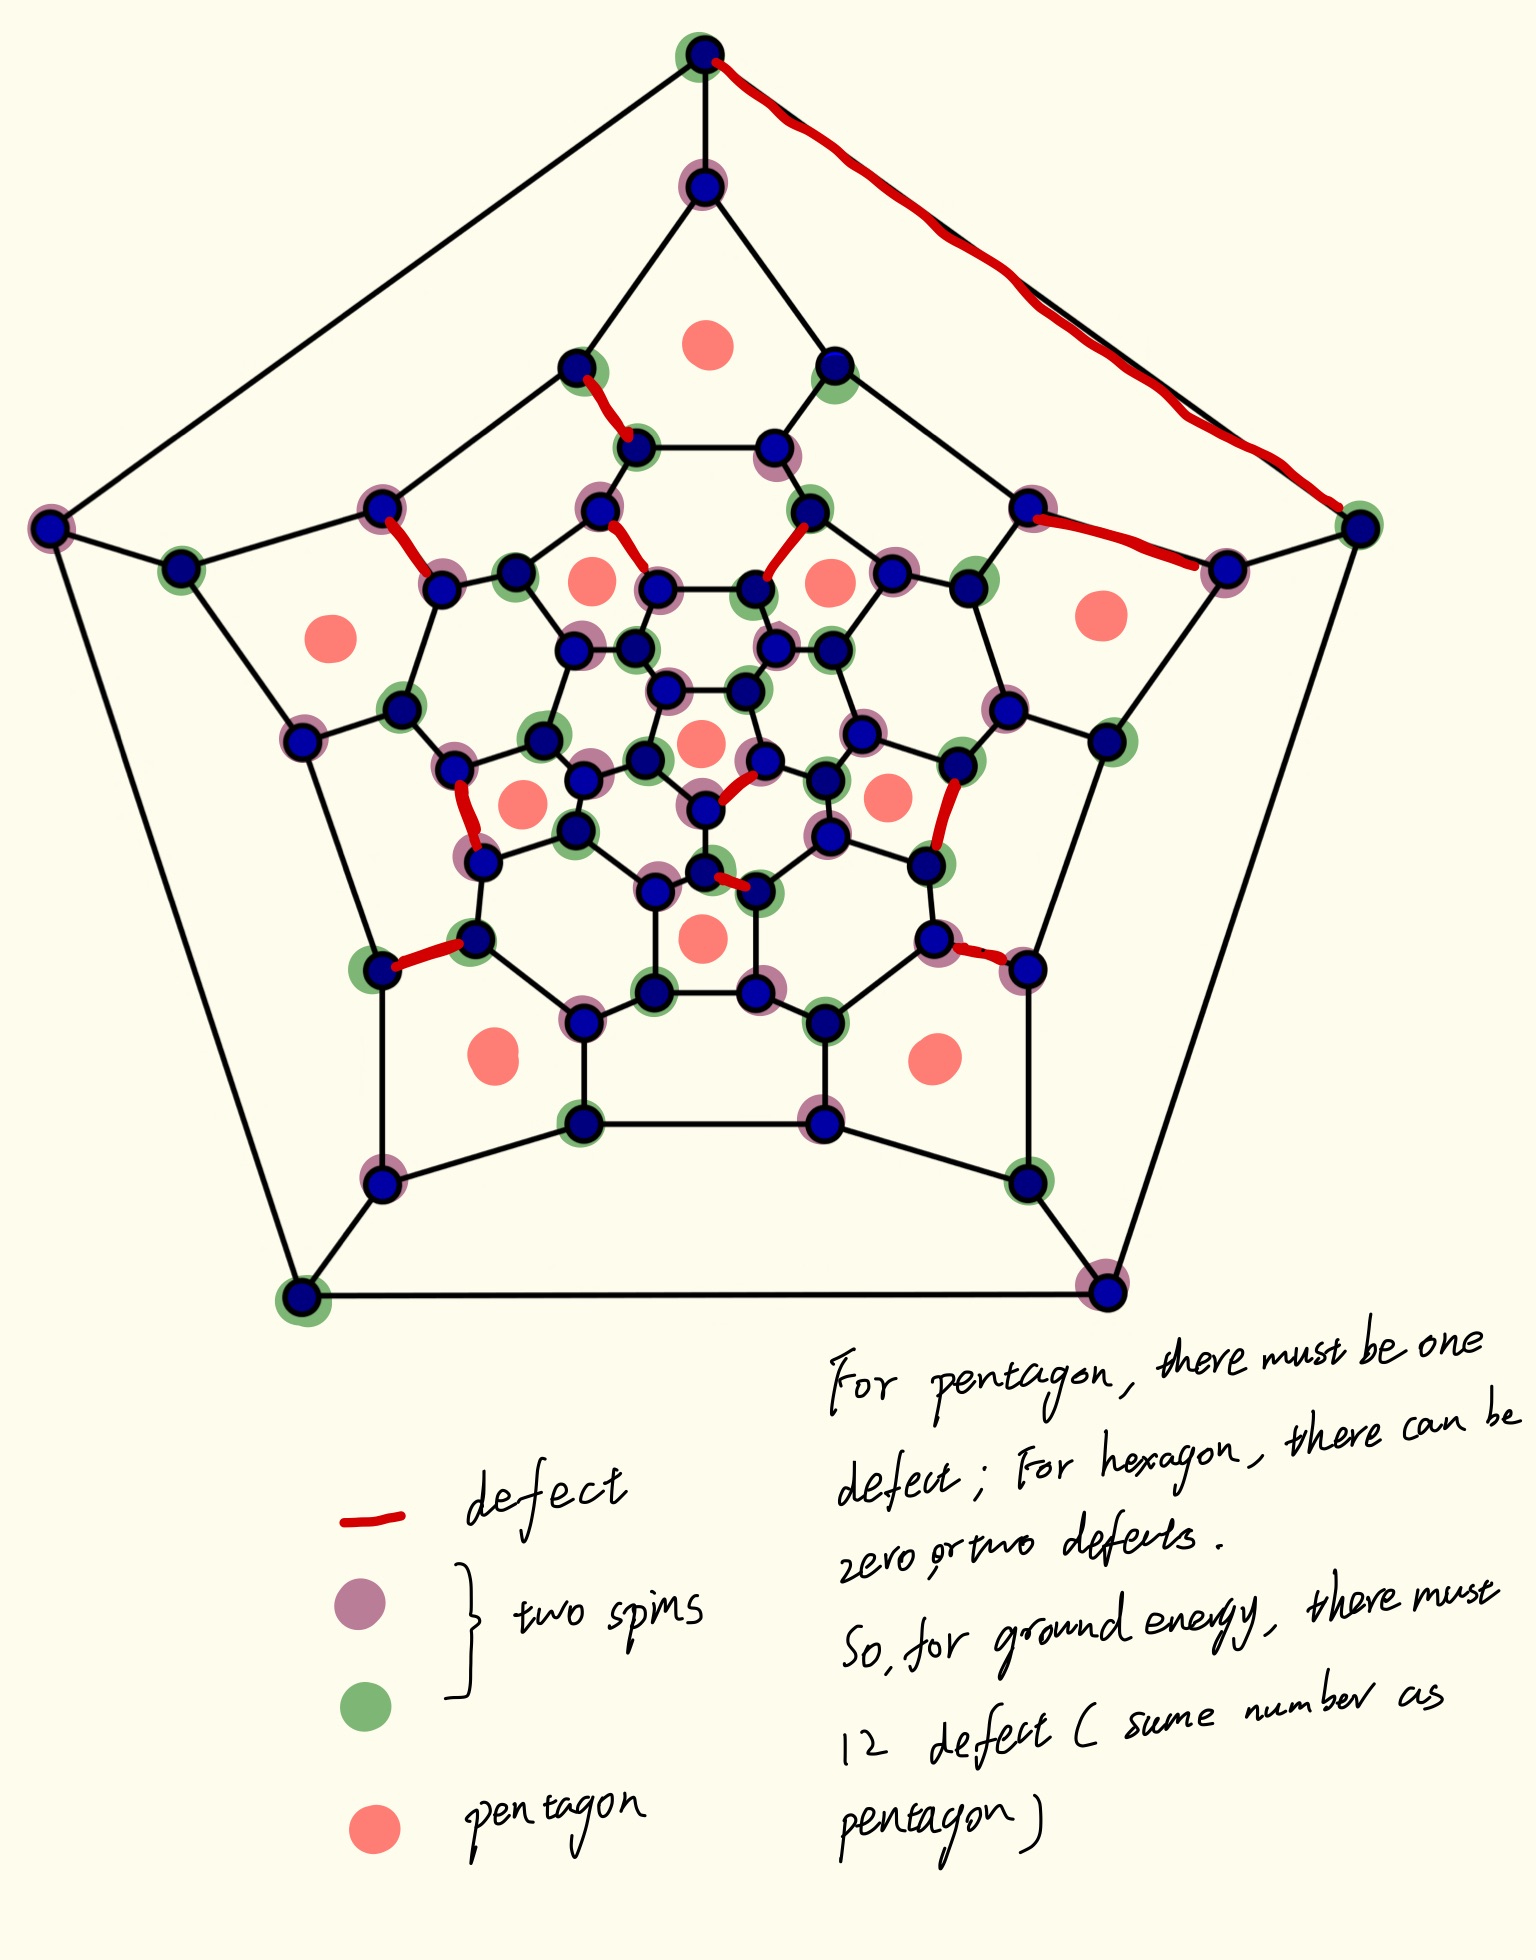 For pentagon, there must be one
defect; For hexagon, there can be
zero, or two defects.
So, for ground energy, there must
12 defect (same number as
pentagon)
defect
two spins
pentagon